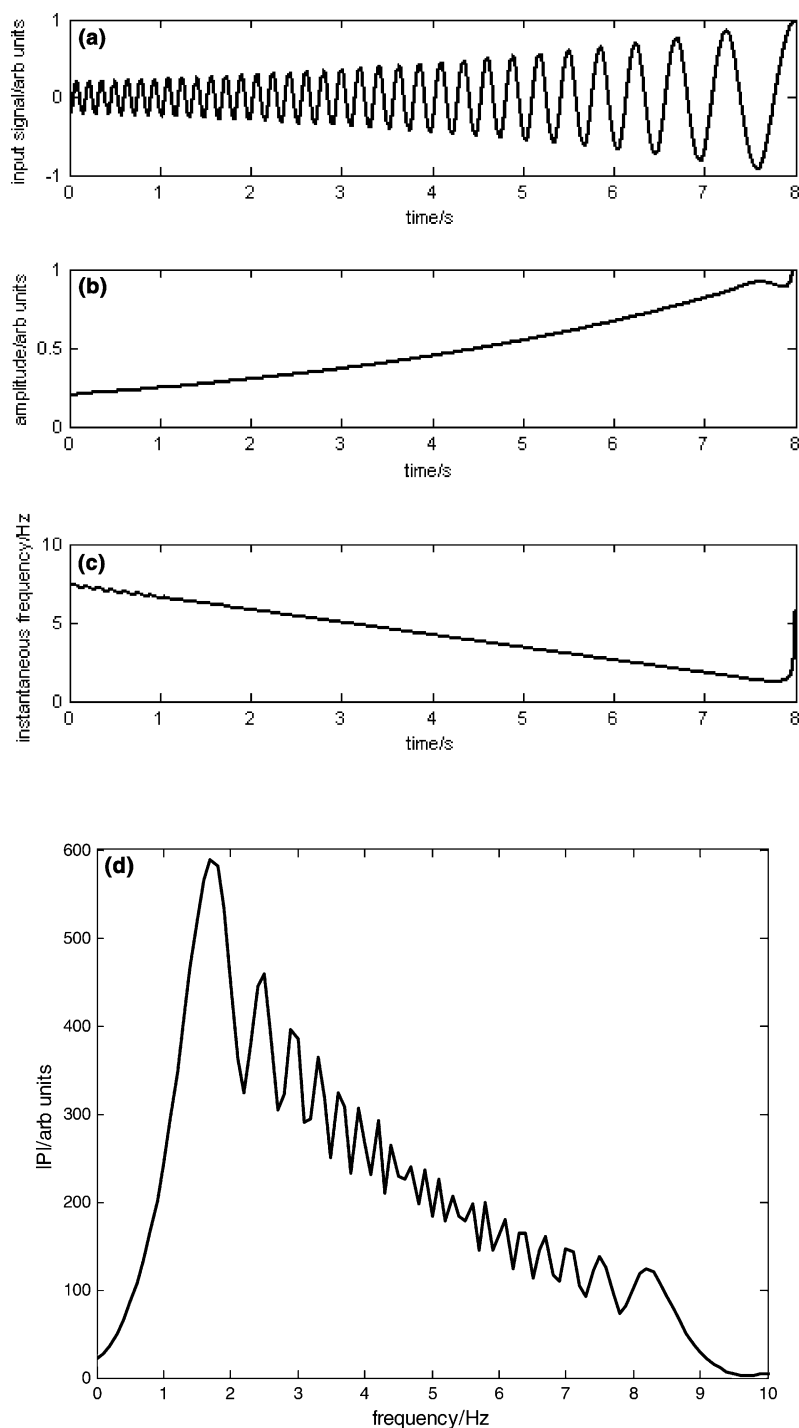 (a)
input signal/arb units
1
0
-1
0 1 2 3 4 5 6 7 8
time/s
(b)
amplitude/arb units
1
0.5
0
0 1 2 3 4 5 6 7 8
time/s
(c)
instantaneous frequency/Hz
10
5
0
0 1 2 3 4 5 6 7 8
time/s
(d)
|P|/arb units
600
500
400
300
200
100
0
0 1 2 3 4 5 6 7 8 9 10
frequency/Hz